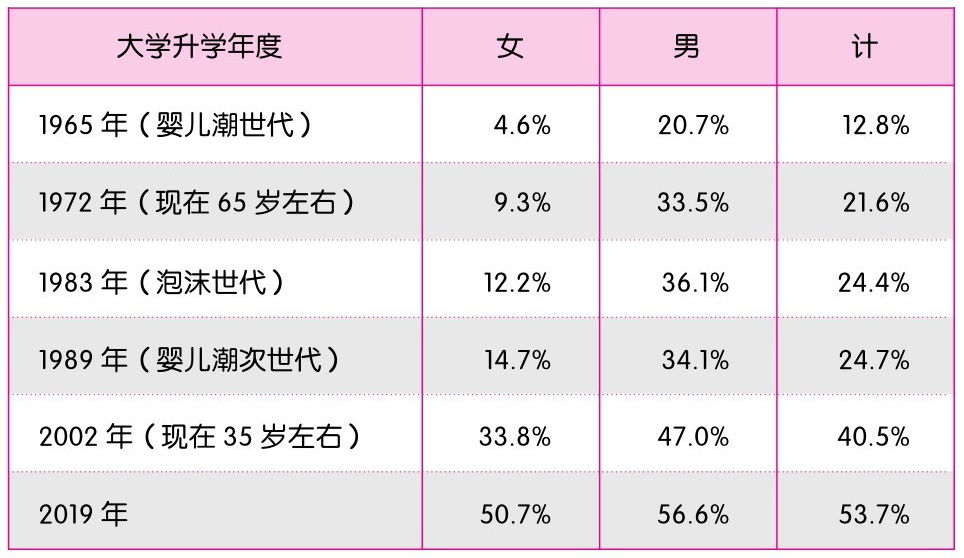 大学升学年度 女 男 计
1965 年（婴儿潮世代） 4.6% 20.7% 12.8%
1972 年（现在 65 岁左右） 9.3% 33.5% 21.6%
1983 年（泡沫世代） 12.2% 36.1% 24.4%
1989 年（婴儿潮次世代） 14.7% 34.1% 24.7%
2002 年（现在 35 岁左右） 33.8% 47.0% 40.5%
2019 年 50.7% 56.6% 53.7%